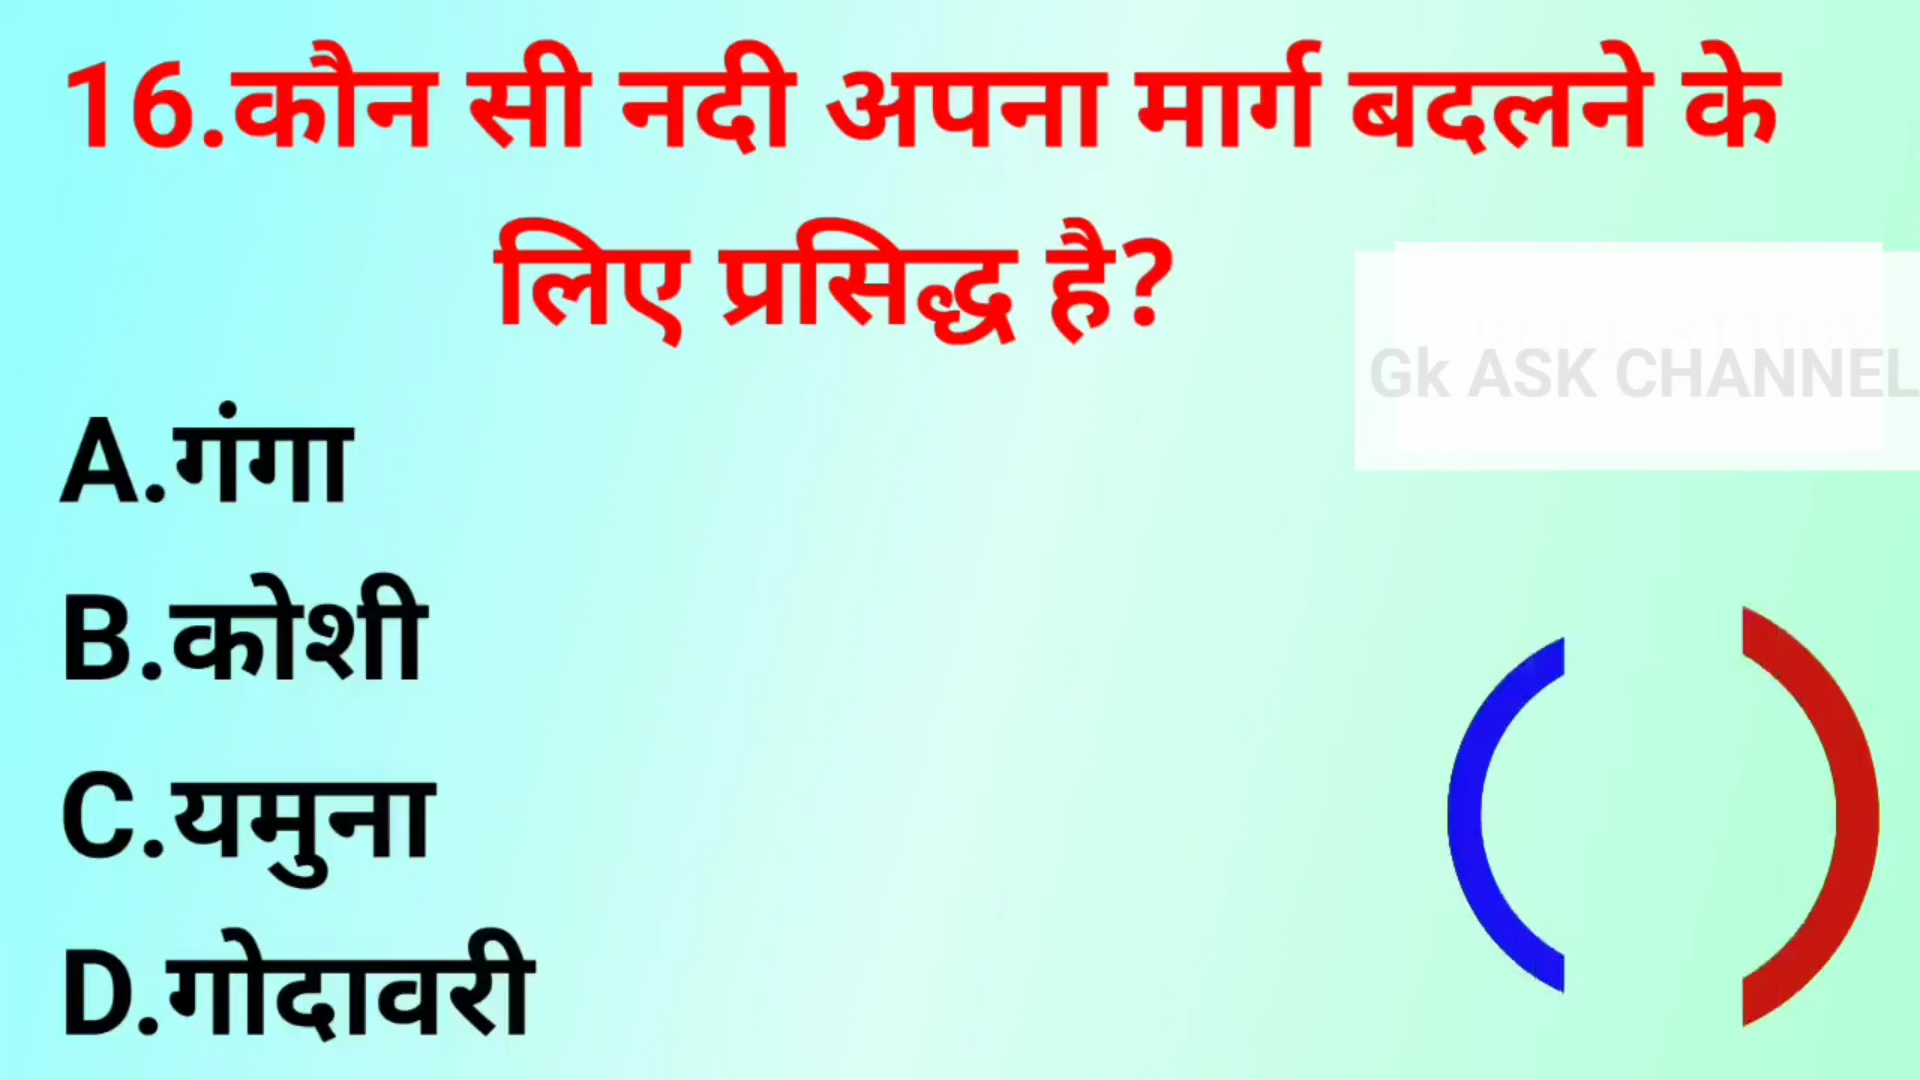 16.कौन सी नदी अपना मार्ग बदलने के
लिए प्रसिद्ध है?
Gk ASK CHANNEL
A.गंगा
B.कोशी
C.यमुना
D.गोदावरी